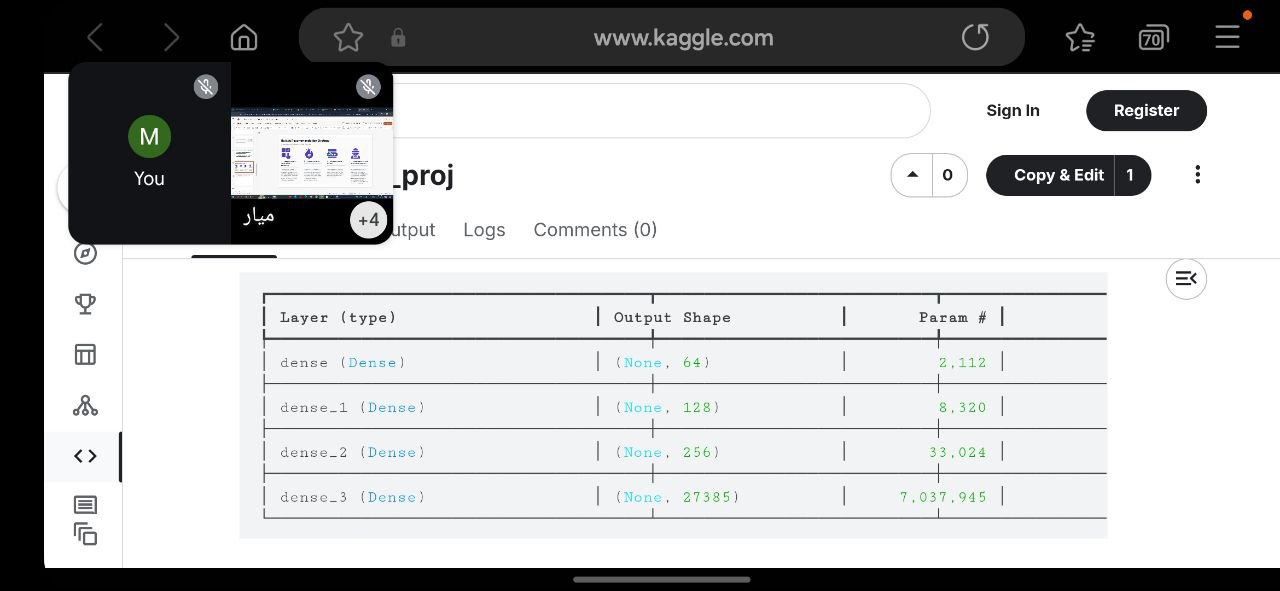 70
www.kaggle.com
M
You
ميار
+4
Sign In
Register
_proj
0
Copy & Edit
1
utput
Logs
Comments (0)
Layer (type) Output Shape Param #
dense (Dense) (None, 64) 2,112
dense_1 (Dense) (None, 128) 8,320
dense_2 (Dense) (None, 256) 33,024
dense_3 (Dense) (None, 27385) 7,037,945